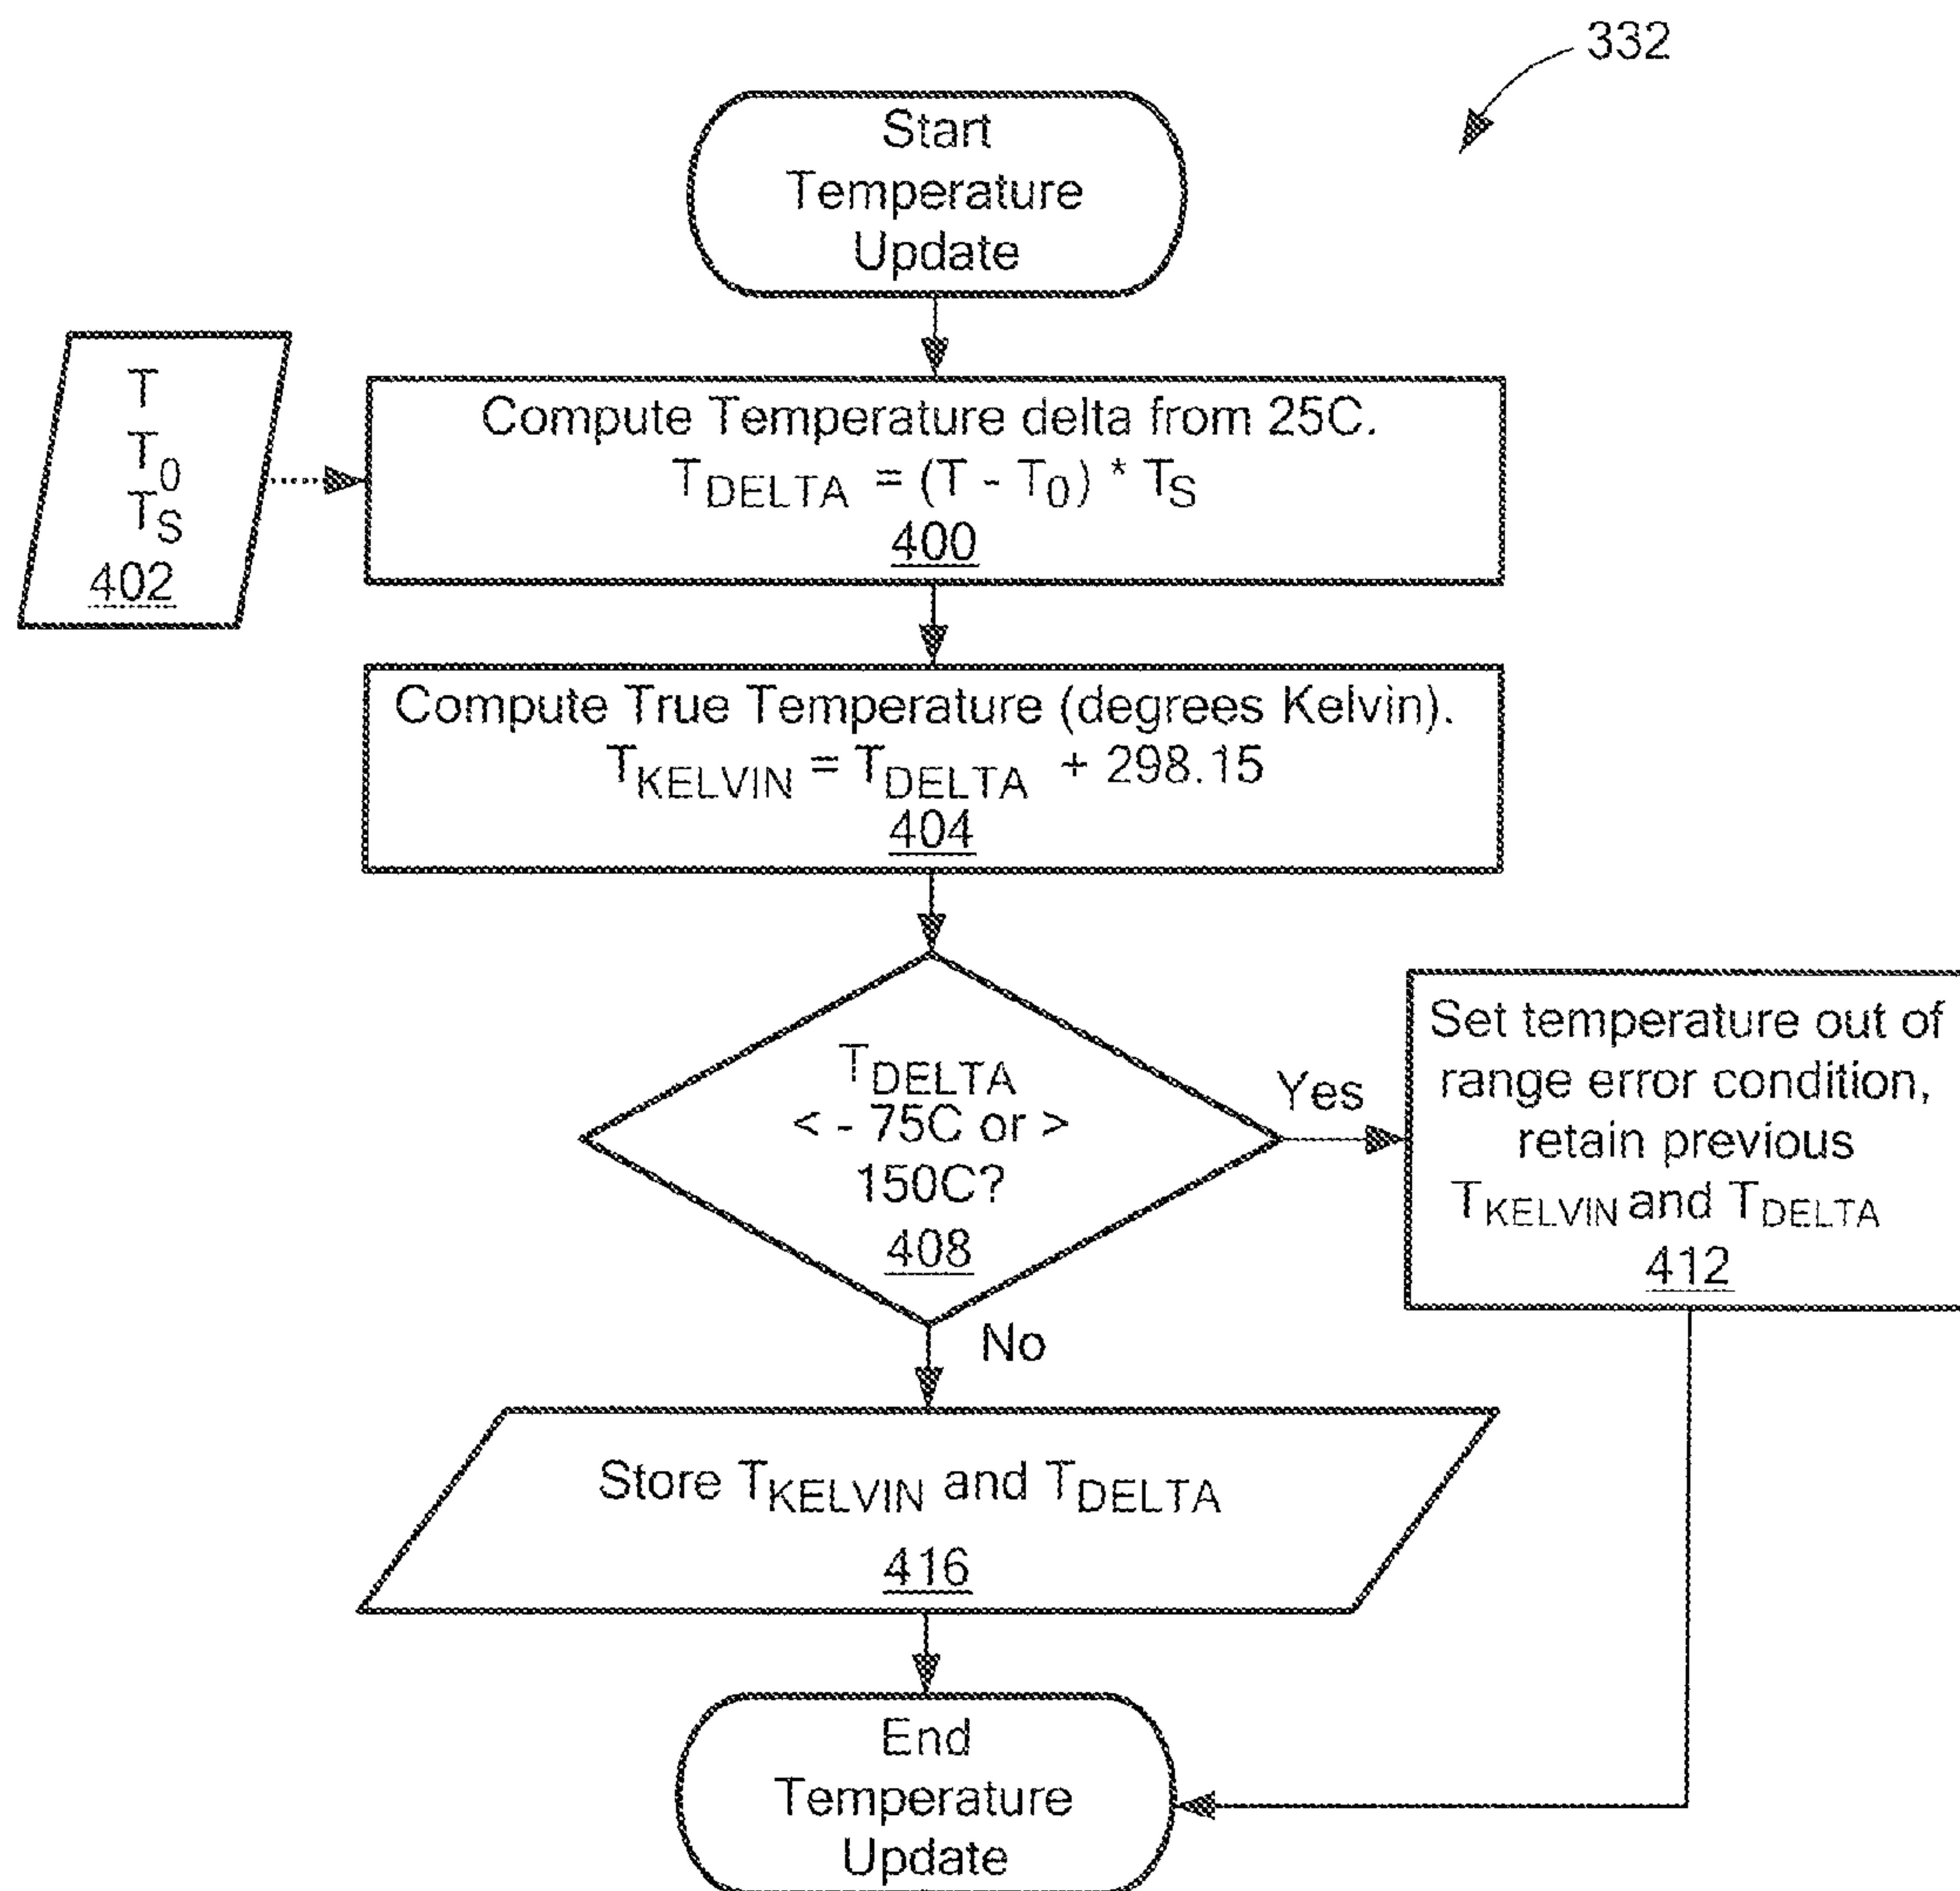 332
Start
Temperature
Update
T
T0
TS
402
Compute Temperature delta from 25C.
TDELTA = (T - T0) * TS
400
Compute True Temperature (degrees Kelvin).
TKELVIN = TDELTA + 298.15
404
TDELTA
< - 75C or >
150C?
408
Yes
Set temperature out of
range error condition,
retain previous
TKELVIN and TDELTA
412
No
Store TKELVIN and TDELTA
416
End
Temperature
Update